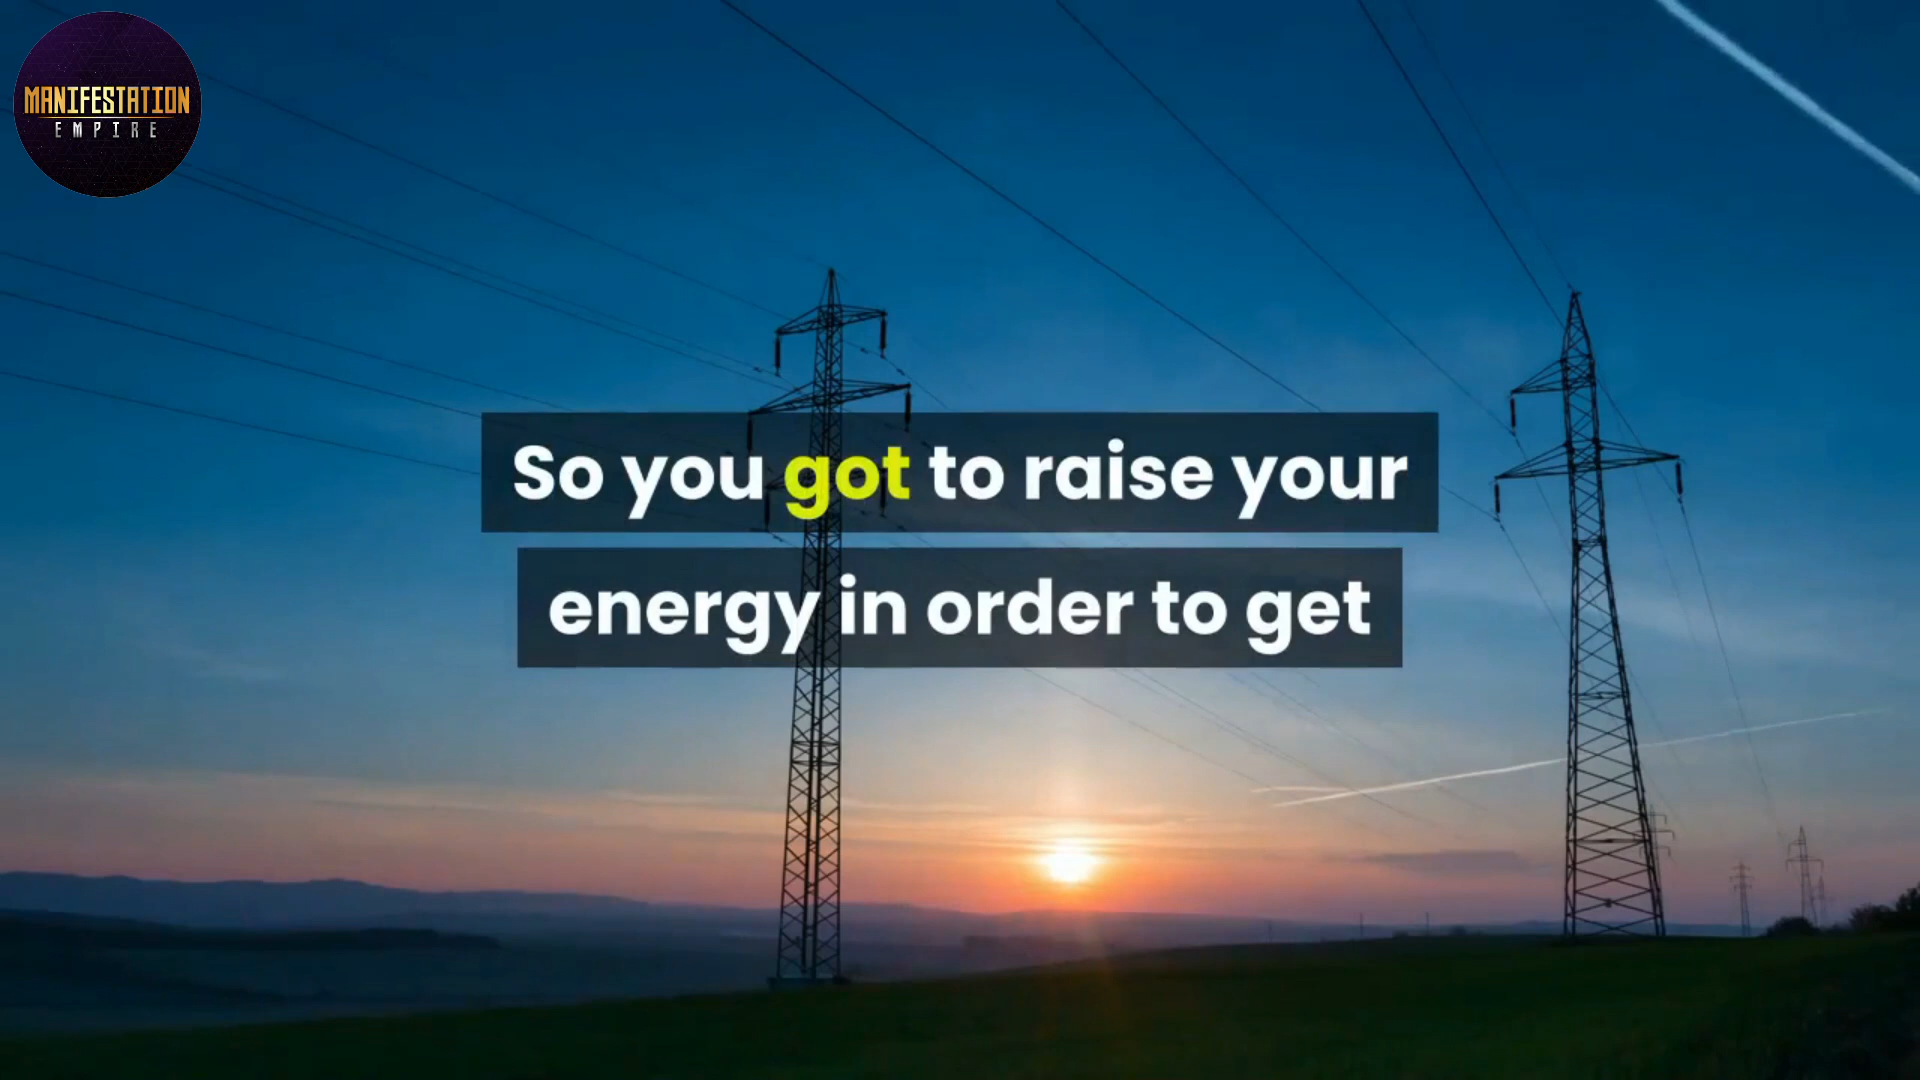 MANIFESTATION
EMPIRE
So you got to raise your
energy in order to get